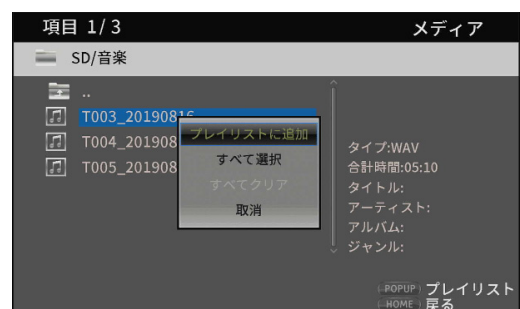 項目 1/3
メディア
SD/音楽
..
T003_20190816
T004_201908
T005_201908
プレイリストに追加
すべて選択
すべてクリア
取消
タイプ:WAV
合計時間:05:10
タイトル:
アーティスト:
アルバム:
ジャンル:
POPUP プレイリスト
HOME 戻る